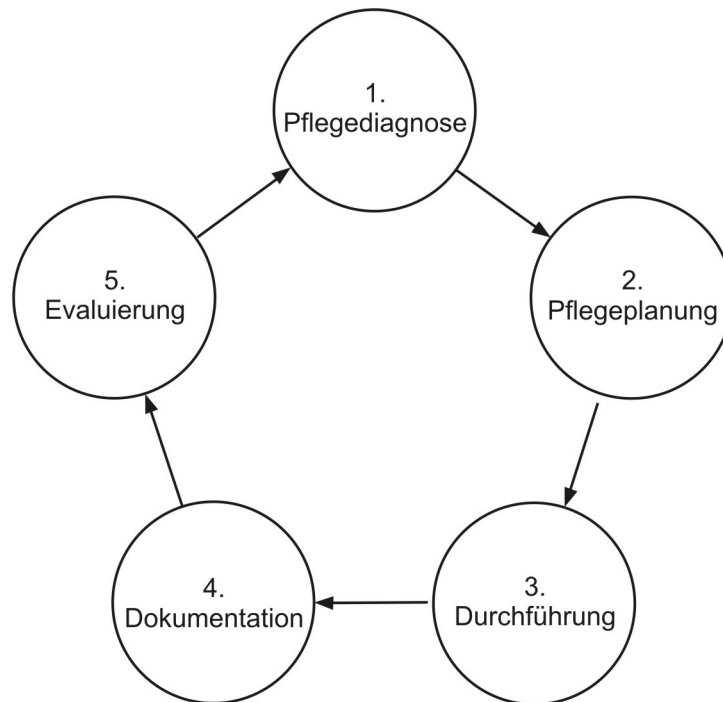 1.
Pflegediagnose
2.
Pflegeplanung
3.
Durchführung
4.
Dokumentation
5.
Evaluierung